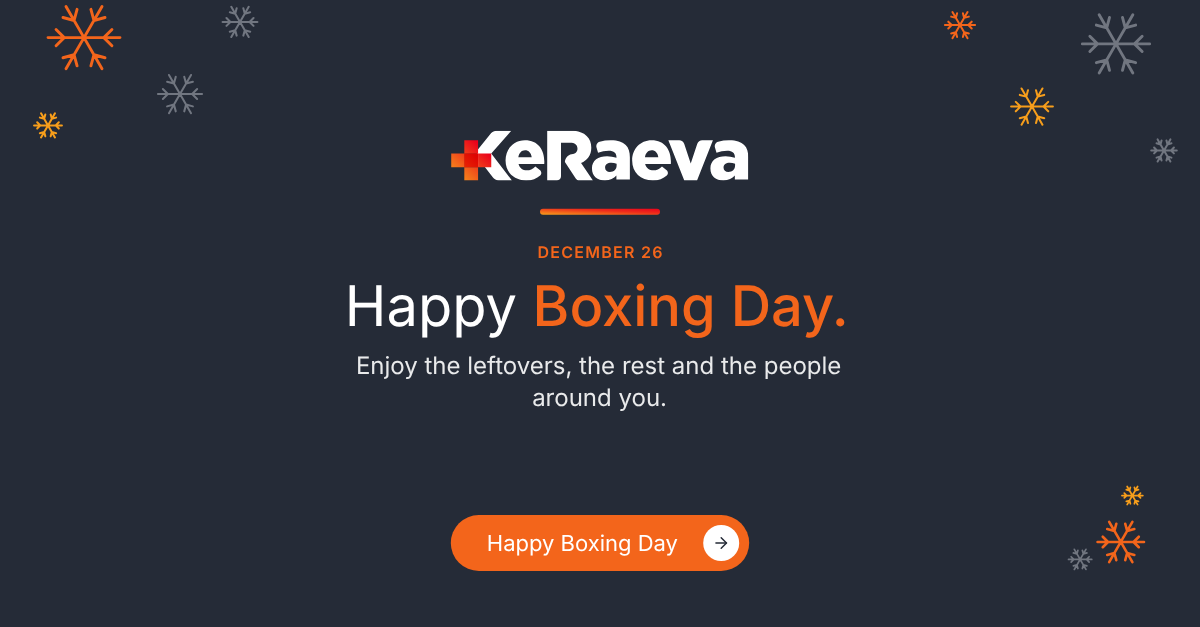 KeRaeva
DECEMBER 26
Happy Boxing Day.
Enjoy the leftovers, the rest and the people
around you.
Happy Boxing Day